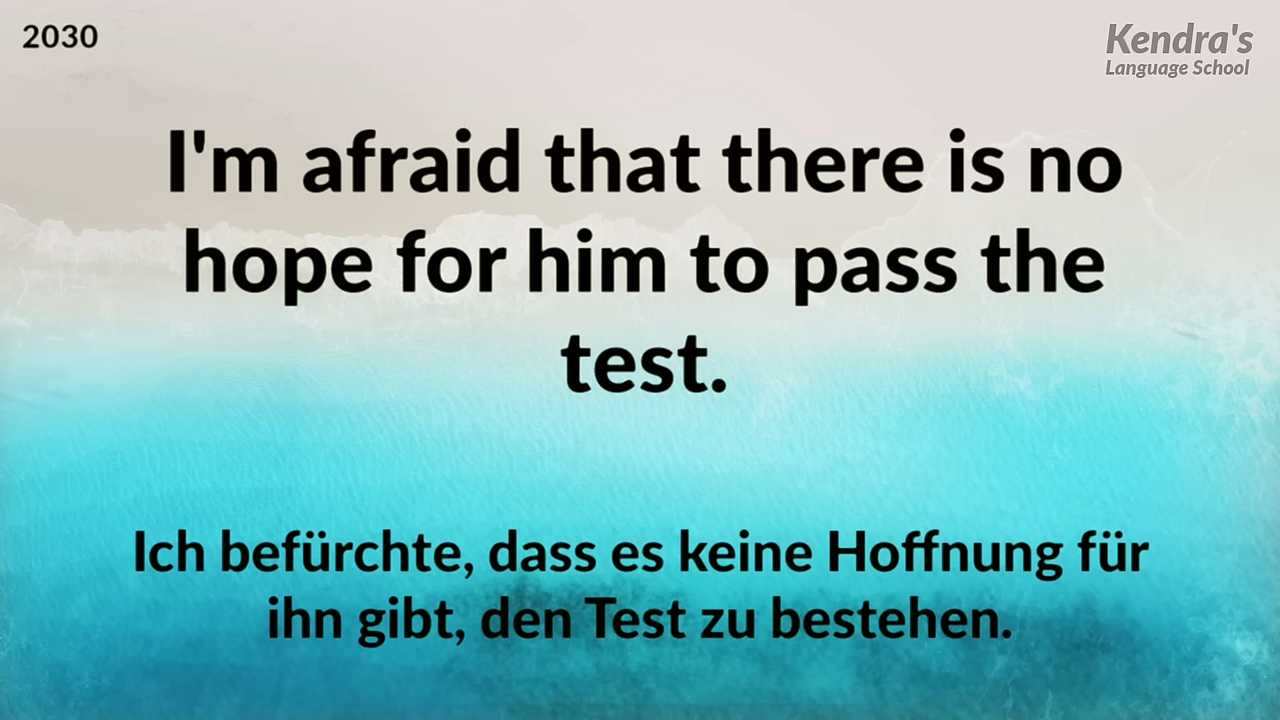 2030
Kendra's
Language School
I'm afraid that there is no
hope for him to pass the
test.
Ich befürchte, dass es keine Hoffnung für
ihn gibt, den Test zu bestehen.